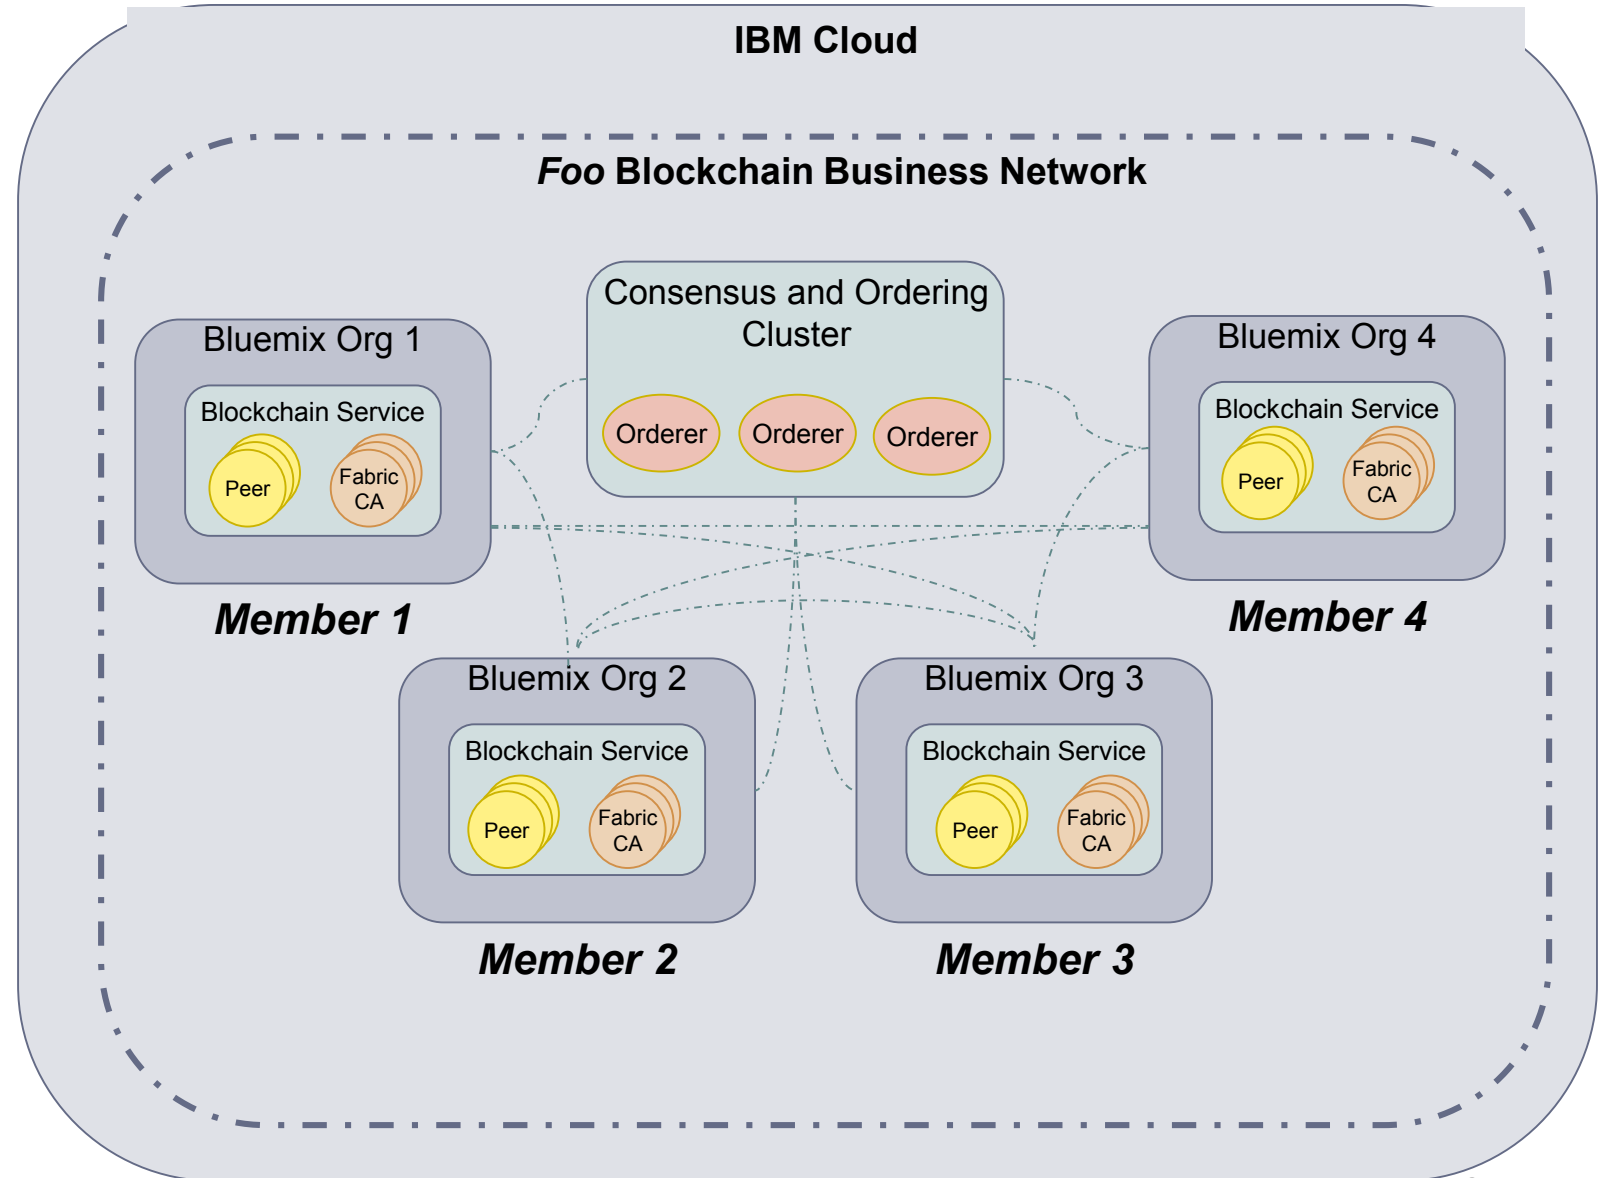 IBM Cloud
Foo Blockchain Business Network
Consensus and Ordering
Cluster
Orderer
Orderer
Orderer
Bluemix Org 1
Blockchain Service
Peer
Fabric
CA
Member 1
Bluemix Org 4
Blockchain Service
Peer
Fabric
CA
Member 4
Bluemix Org 2
Blockchain Service
Peer
Fabric
CA
Member 2
Bluemix Org 3
Blockchain Service
Peer
Fabric
CA
Member 3